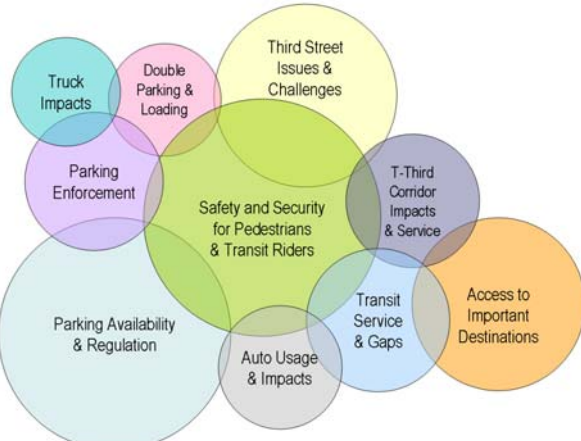 Third Street
Issues &
Challenges
Double
Parking &
Loading
Truck
Impacts
Parking
Enforcement
T-Third
Corridor
Impacts
& Service
Safety and Security
for Pedestrians
& Transit Riders
Parking Availability
& Regulation
Transit
Service
& Gaps
Access to
Important
Destinations
Auto Usage
& Impacts